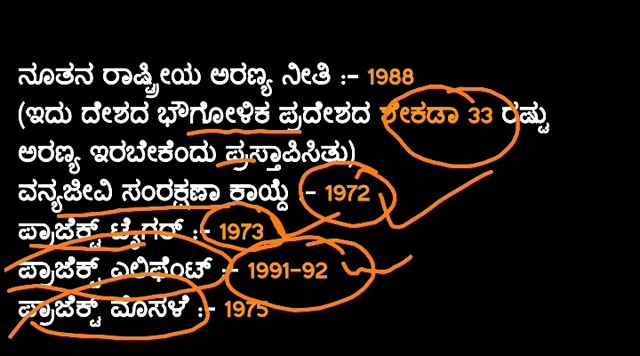 ನೂತನ ರಾಷ್ಟ್ರೀಯ ಅರಣ್ಯ ನೀತಿ :- 1988
(ಇದು ದೇಶದ ಭೌಗೋಳಿಕ ಪ್ರದೇಶದ ಶೇಕಡಾ 33 ರಷ್ಟು
ಅರಣ್ಯ ಇರಬೇಕೆಂದು ಪ್ರಸ್ತಾಪಿಸಿತು)
ವನ್ಯಜೀವಿ ಸಂರಕ್ಷಣಾ ಕಾಯ್ದೆ :- 1972
ಪ್ರಾಜೆಕ್ಟ್ ಟೈಗರ್ :- 1973
ಪ್ರಾಜೆಕ್ಟ್ ಎಲಿಫೆಂಟ್ :- 1991-92
ಪ್ರಾಜೆಕ್ಟ್ ಮೊಸಳೆ :- 1975